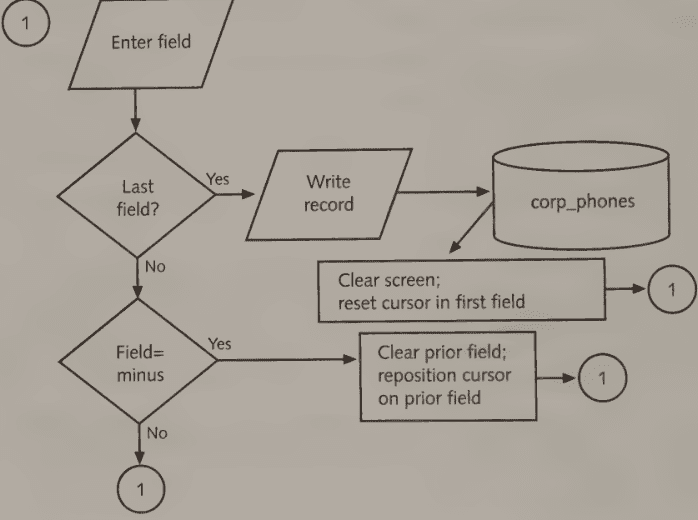 1
Enter field
Last
field?
Yes
Write
record
corp_phones
No
Clear screen;
reset cursor in first field
1
Field=
minus
Yes
Clear prior field;
reposition cursor
on prior field
1
No
1